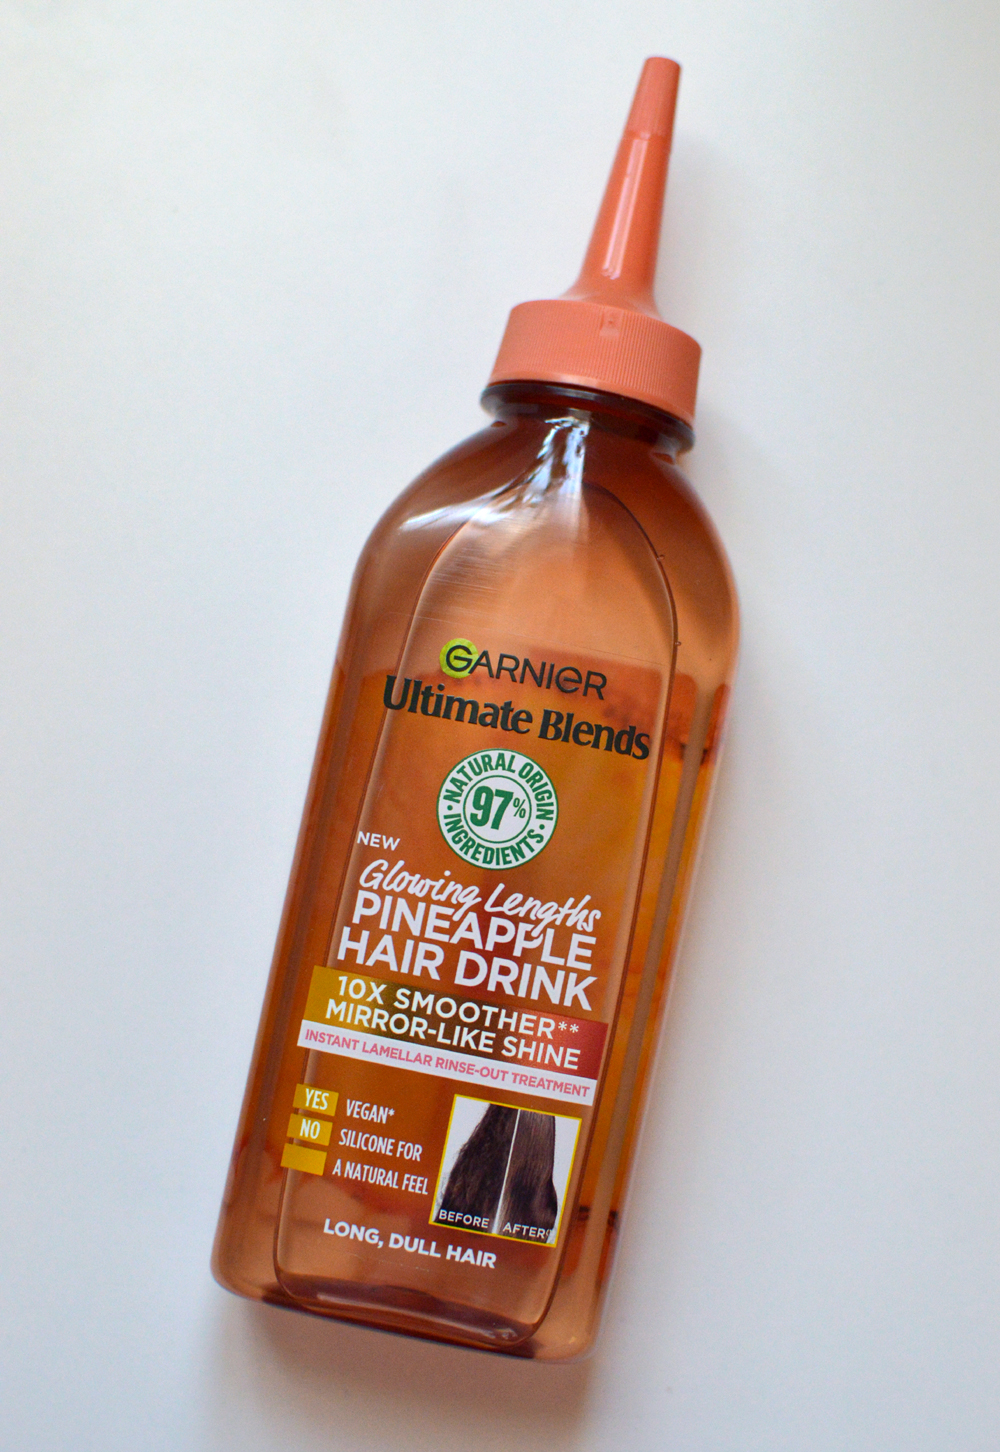 GARNIER
Ultimate Blends
NATURAL ORIGIN
97%
INGREDIENTS
NEW
Glowing Lengths
PINEAPPLE
HAIR DRINK
10X SMOOTHER**
MIRROR-LIKE SHINE
INSTANT LAMELLAR RINSE-OUT TREATMENT
YES VEGAN*
NO SILICONE FOR
A NATURAL FEEL
BEFORE AFTER
LONG, DULL HAIR